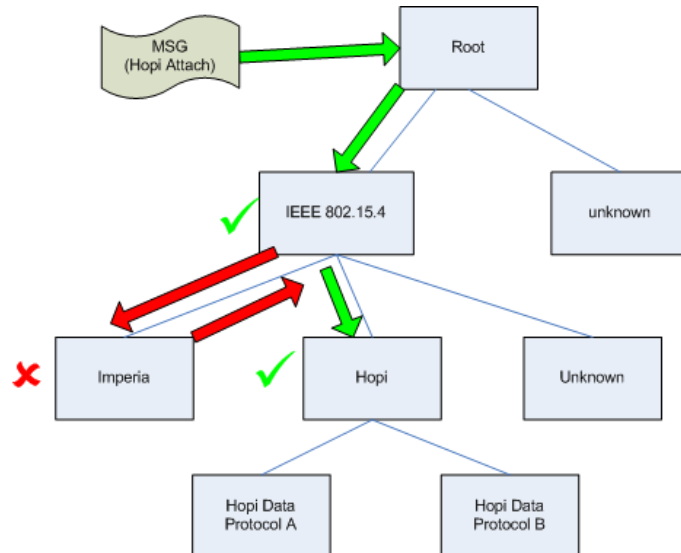 MSG
(Hopi Attach)
Root
IEEE 802.15.4
unknown
Imperia
Hopi
Unknown
Hopi Data
Protocol A
Hopi Data
Protocol B